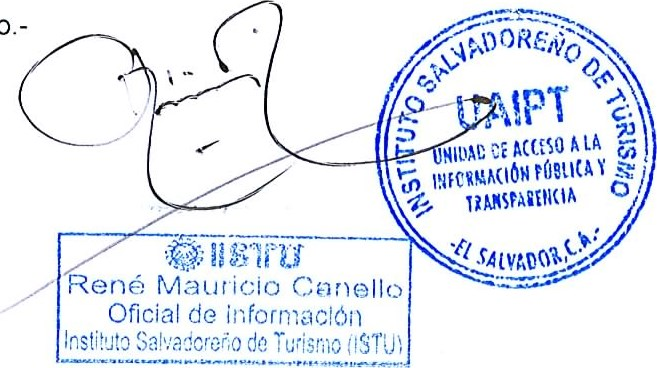 o.-
INSTITUTO SALVADOREÑO DE TURISMO
UAIPT
UNIDAD DE ACCESO A LA
INFORMACIÓN PÚBLICA Y
TRANSPARENCIA
-EL SALVADOR, C.A.-
ISTU
René Mauricio Canello
Oficial de Información
Instituto Salvadoreño de Turismo (ISTU)